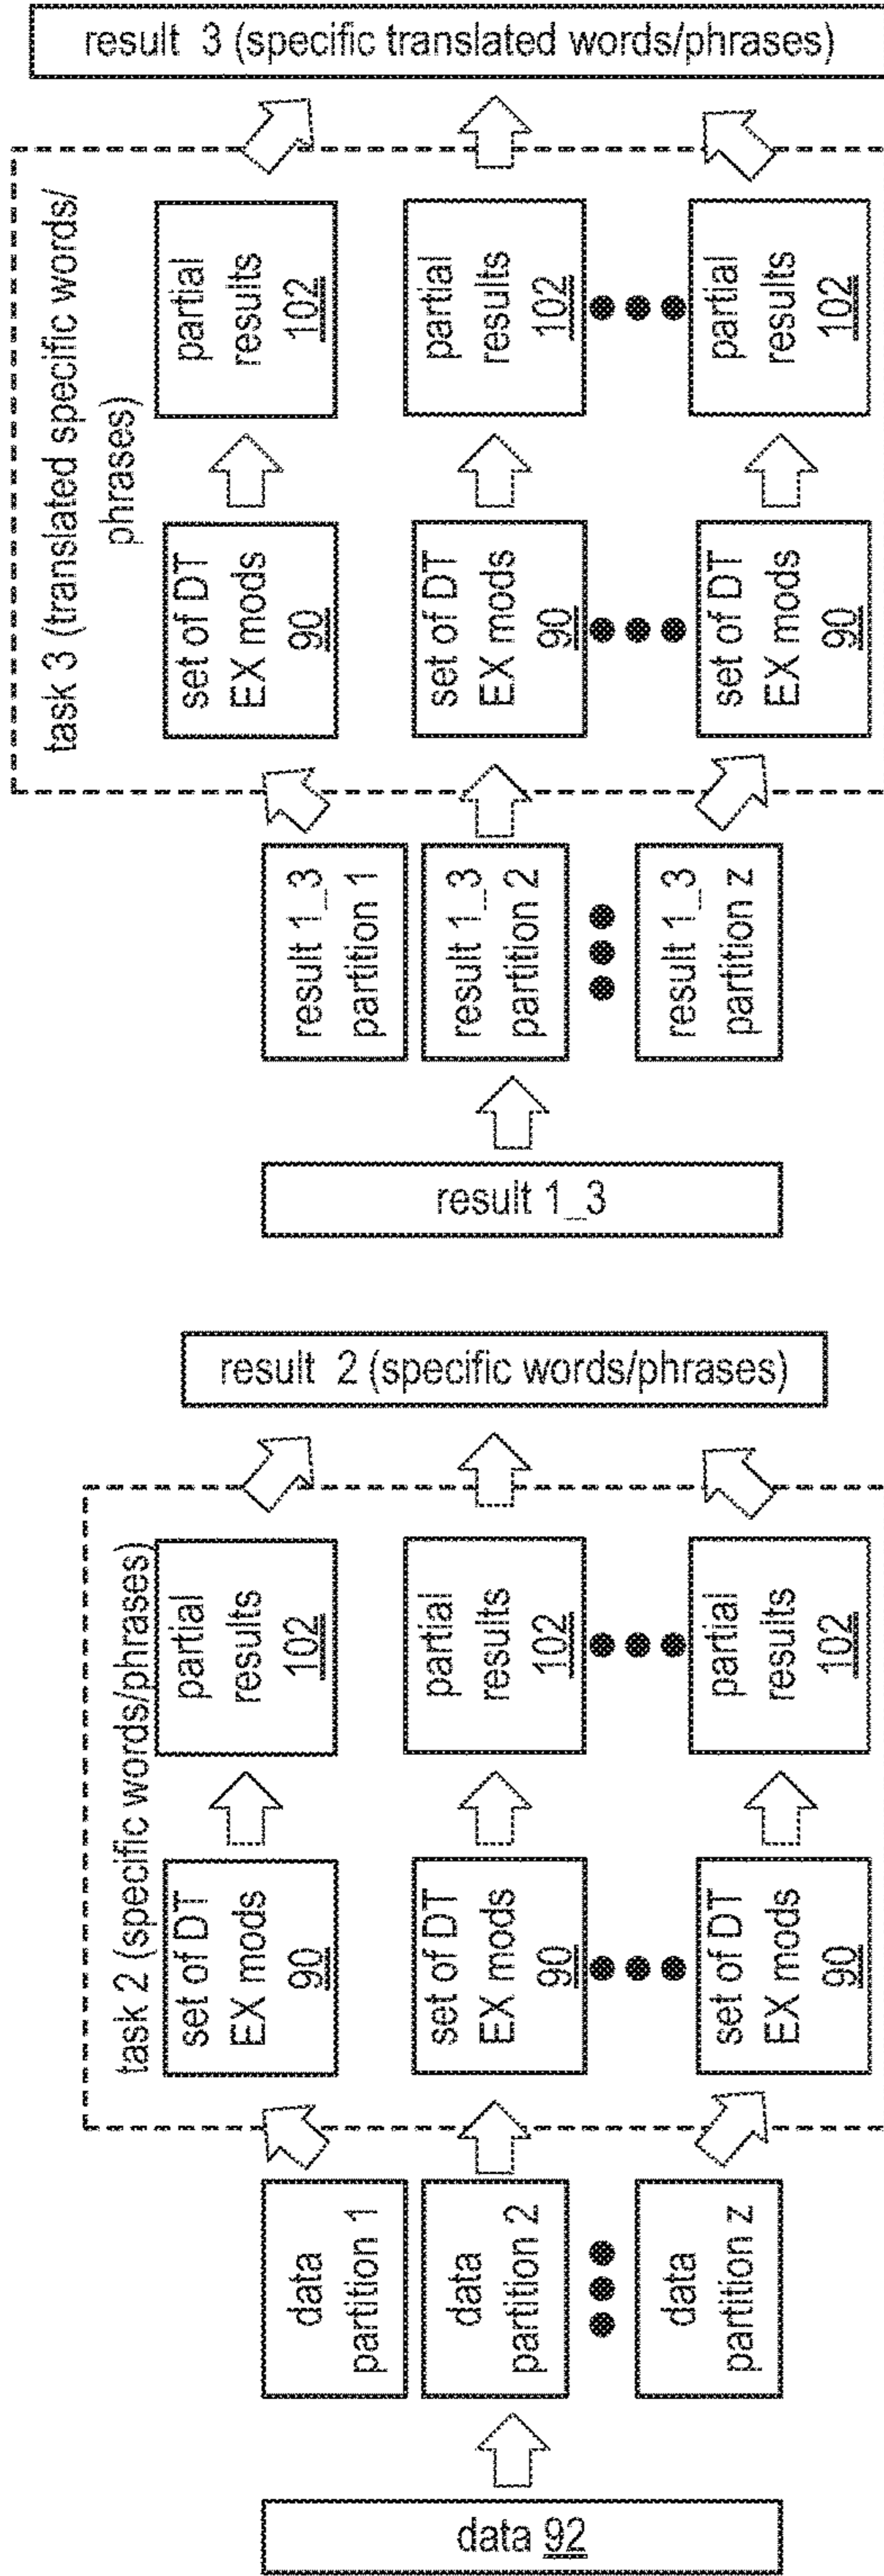 task 2 (specific words/phrases)
data 92
data
partition 1
data
partition 2
data
partition z
set of DT
EX mods
90
set of DT
EX mods
90
set of DT
EX mods
90
partial
results
102
partial
results
102
partial
results
102
result 2 (specific words/phrases)
task 3 (translated specific words/
phrases)
result 1_3
result 1_3
partition 1
result 1_3
partition 2
result 1_3
partition z
set of DT
EX mods
90
set of DT
EX mods
90
set of DT
EX mods
90
partial
results
102
partial
results
102
partial
results
102
result 3 (specific translated words/phrases)